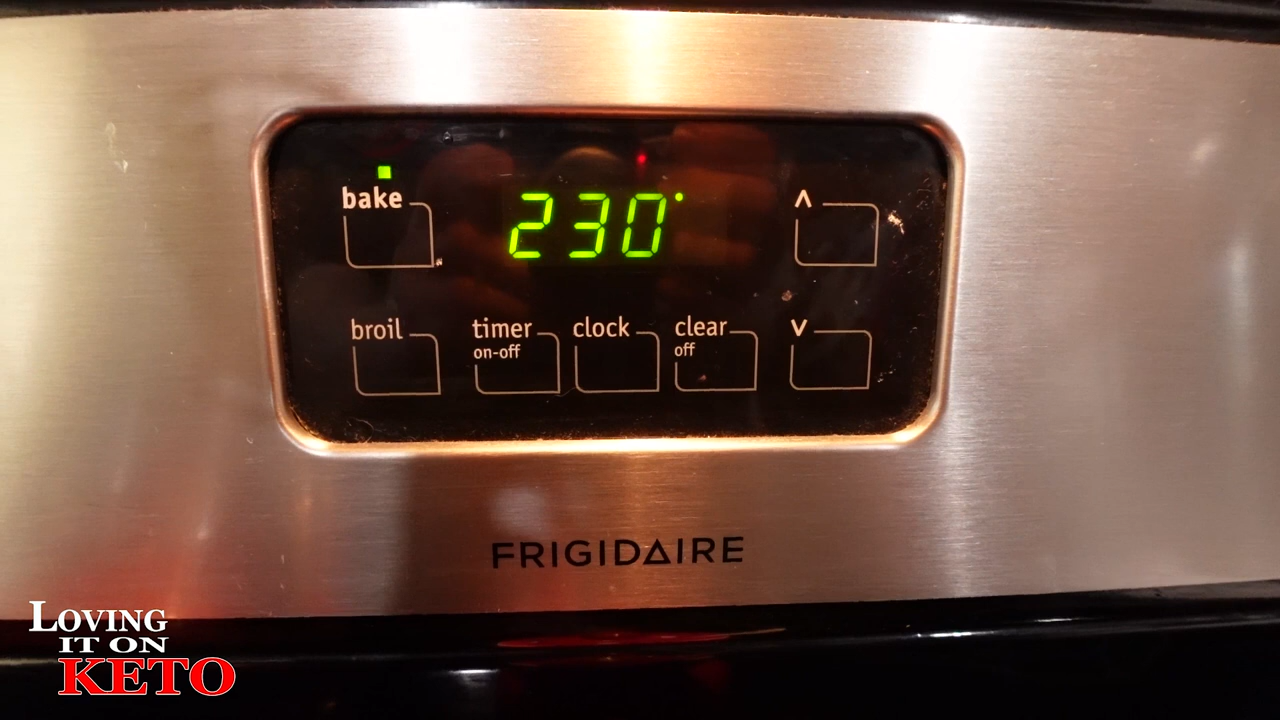 bake
230°
^
broil
timer
on-off
clock
clear
off
v
FRIGIDAIRE
LOVING
IT ON
KETO